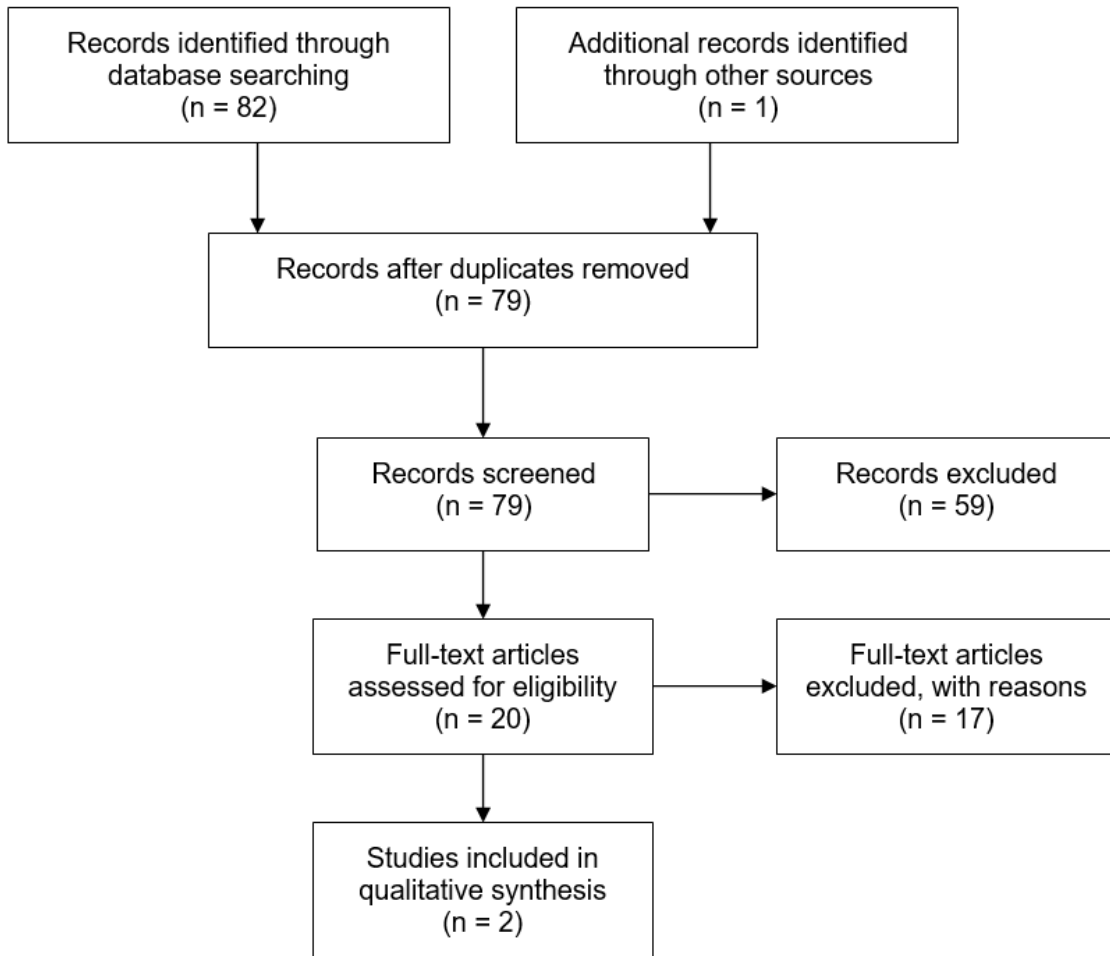 Records identified through
database searching
(n = 82)
Additional records identified
through other sources
(n = 1)
Records after duplicates removed
(n = 79)
Records screened
(n = 79)
Records excluded
(n = 59)
Full-text articles
assessed for eligibility
(n = 20)
Full-text articles
excluded, with reasons
(n = 17)
Studies included in
qualitative synthesis
(n = 2)